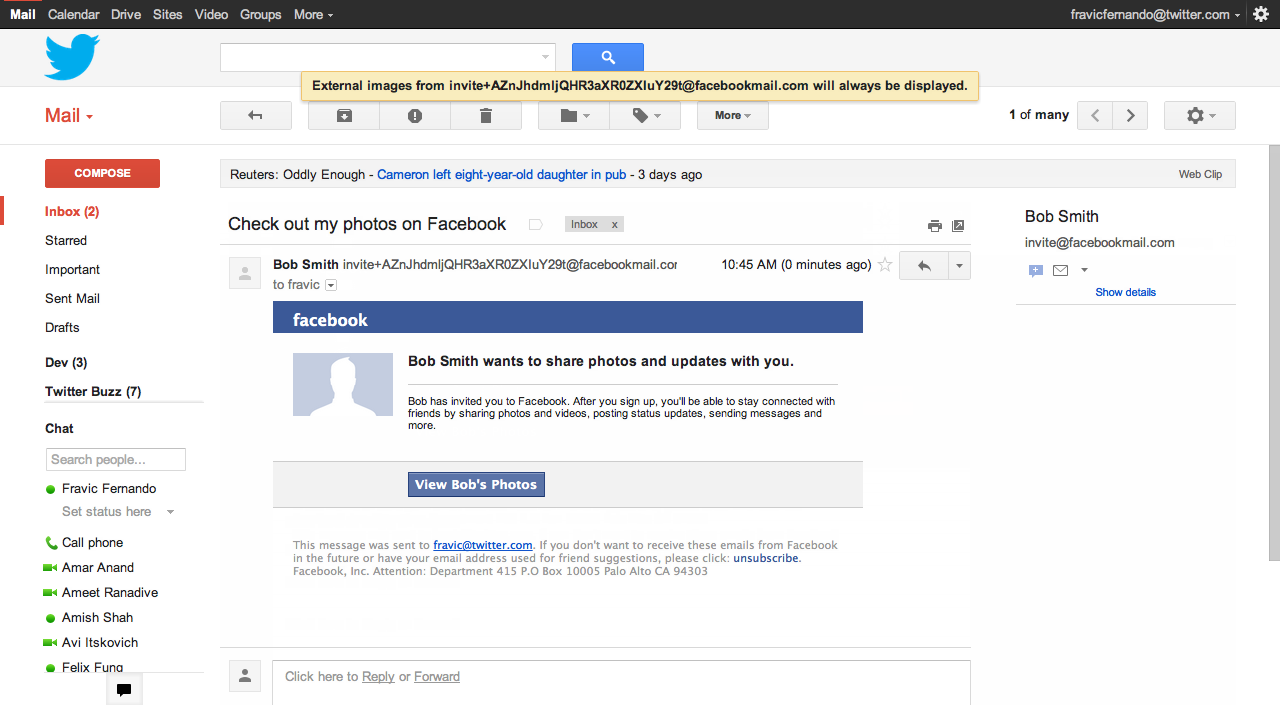 Mail Calendar Drive Sites Video Groups More
fravicfernando@twitter.com
External images from invite+AZnJhdmljQHR3aXR0ZXIuY29t@facebookmail.com will always be displayed.
Mail
More
1 of many
COMPOSE
Reuters: Oddly Enough - Cameron left eight-year-old daughter in pub - 3 days ago
Web Clip
Inbox (2)
Starred
Important
Sent Mail
Drafts
Dev (3)
Twitter Buzz (7)
Chat
Search people...
Fravic Fernando
Set status here
Call phone
Amar Anand
Ameet Ranadive
Amish Shah
Avi Itskovich
Felix Fung
Check out my photos on Facebook
Inbox x
Bob Smith invite+AZnJhdmljQHR3aXR0ZXIuY29t@facebookmail.cor
10:45 AM (0 minutes ago)
to fravic
facebook
Bob Smith wants to share photos and updates with you.
Bob has invited you to Facebook. After you sign up, you'll be able to stay connected with
friends by sharing photos and videos, posting status updates, sending messages and
more.
View Bob's Photos
This message was sent to fravic@twitter.com. If you don't want to receive these emails from Facebook
in the future or have your email address used for friend suggestions, please click: unsubscribe.
Facebook, Inc. Attention: Department 415 P.O Box 10005 Palo Alto CA 94303
Click here to Reply or Forward
Bob Smith
invite@facebookmail.com
Show details